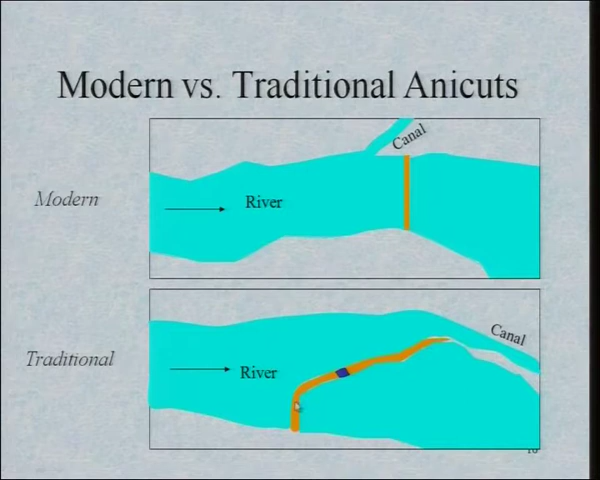 Modern vs. Traditional Anicuts
Canal
Modern
River
Canal
Traditional
River